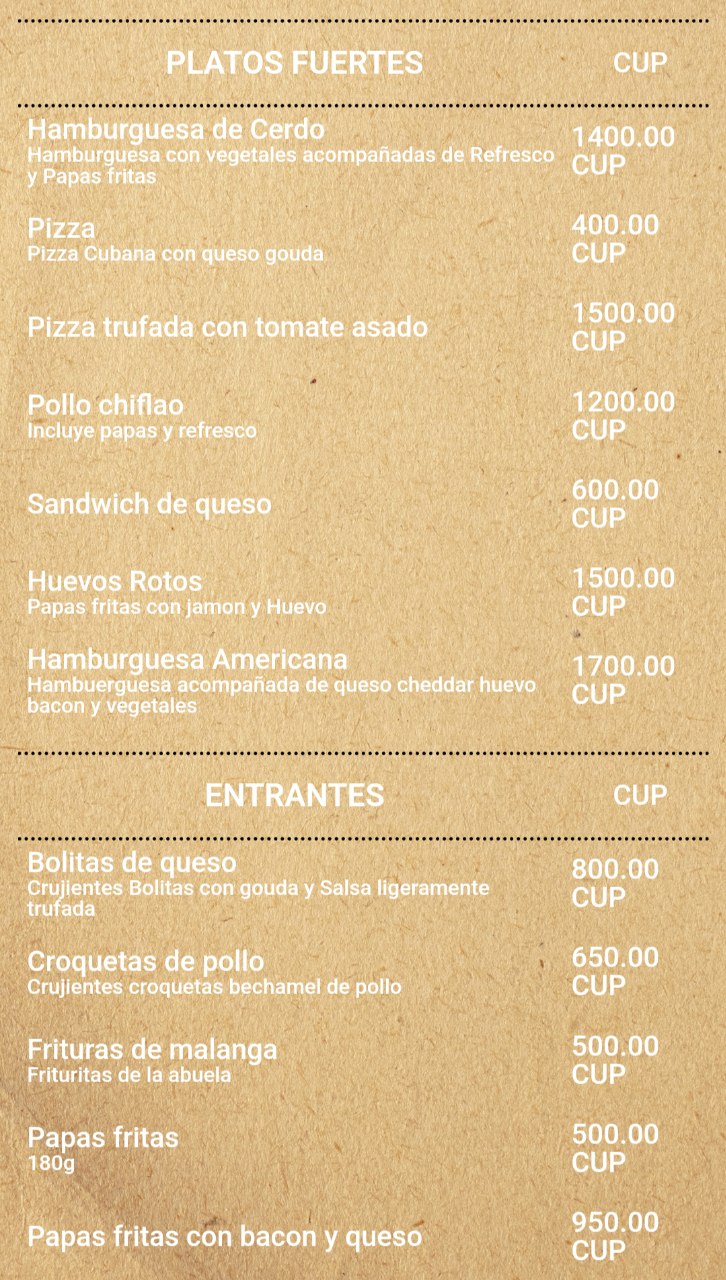 PLATOS FUERTES CUP
Hamburguesa de Cerdo
Hamburguesa con vegetales acompañadas de Refresco
y Papas fritas
1400.00
CUP
Pizza
Pizza Cubana con queso gouda
400.00
CUP
Pizza trufada con tomate asado
1500.00
CUP
Pollo chiflao
Incluye papas y refresco
1200.00
CUP
Sandwich de queso
600.00
CUP
Huevos Rotos
Papas fritas con jamon y Huevo
1500.00
CUP
Hamburguesa Americana
Hambuerguesa acompañada de queso cheddar huevo
bacon y vegetales
1700.00
CUP
ENTRANTES CUP
Bolitas de queso
Crujientes Bolitas con gouda y Salsa ligeramente
trufada
800.00
CUP
Croquetas de pollo
Crujientes croquetas bechamel de pollo
650.00
CUP
Frituras de malanga
Frituritas de la abuela
500.00
CUP
Papas fritas
180g
500.00
CUP
Papas fritas con bacon y queso
950.00
CUP